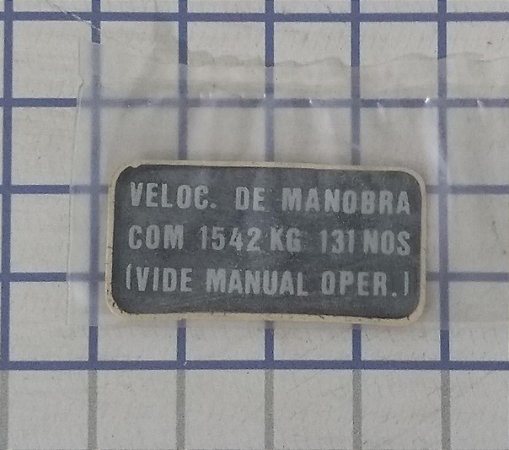 VELOC. DE MANOBRA
COM 1542 KG 131 NOS
(VIDE MANUAL OPER.)